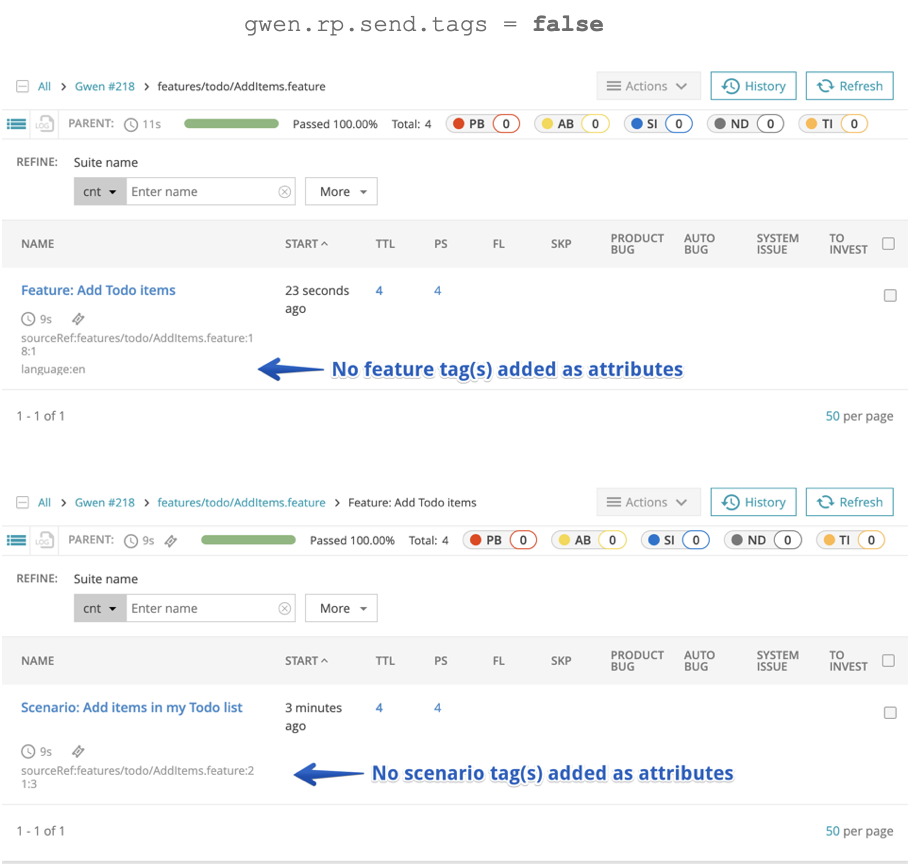 gwen.rp.send.tags = false
All > Gwen #218 > features/todo/AddItems.feature
Actions
History
Refresh
LOG
PARENT: 11s Passed 100.00% Total: 4 PB 0 AB 0 SI 0 ND 0 TI 0
REFINE: Suite name
cnt Enter name More
NAME START TTL PS FL SKP PRODUCT BUG AUTO BUG SYSTEM ISSUE TO INVEST
Feature: Add Todo items 23 seconds ago 4 4
9s
sourceRef:features/todo/AddItems.feature:1
8:1
language:en
No feature tag(s) added as attributes
1 - 1 of 1 50 per page
All > Gwen #218 > features/todo/AddItems.feature > Feature: Add Todo items
Actions
History
Refresh
LOG
PARENT: 9s Passed 100.00% Total: 4 PB 0 AB 0 SI 0 ND 0 TI 0
REFINE: Suite name
cnt Enter name More
NAME START TTL PS FL SKP PRODUCT BUG AUTO BUG SYSTEM ISSUE TO INVEST
Scenario: Add items in my Todo list 3 minutes ago 4 4
9s
sourceRef:features/todo/AddItems.feature:2
1:3
No scenario tag(s) added as attributes
1 - 1 of 1 50 per page